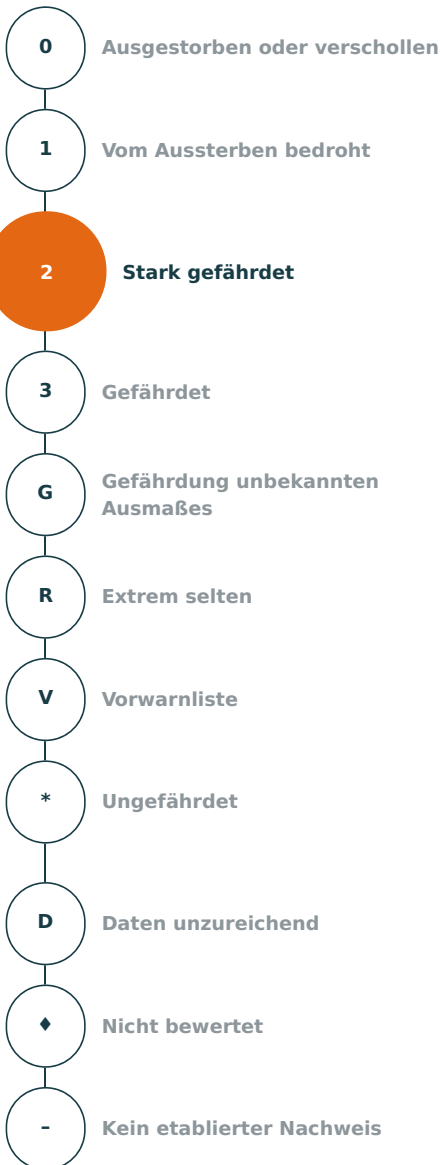 0 Ausgestorben oder verschollen
1 Vom Aussterben bedroht
2 Stark gefährdet
3 Gefährdet
G Gefährdung unbekannten
Ausmaßes
R Extrem selten
V Vorwarnliste
* Ungefährdet
D Daten unzureichend
♦ Nicht bewertet
– Kein etablierter Nachweis